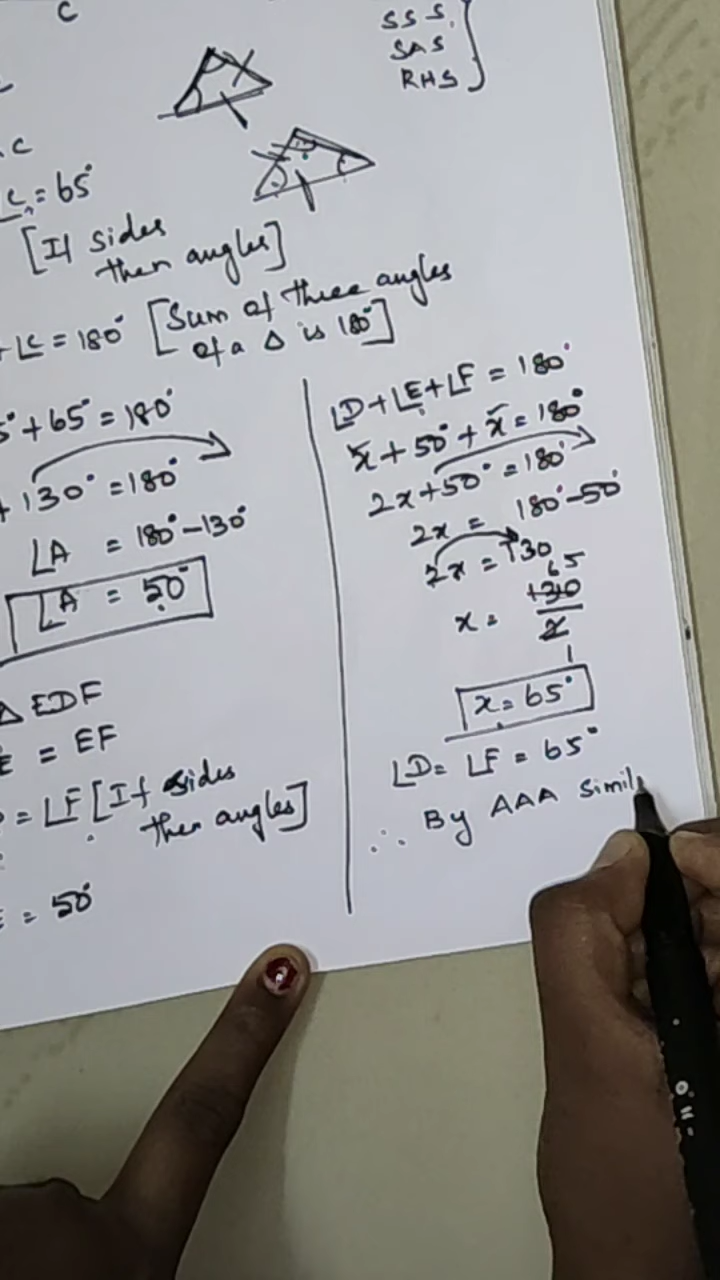 C
SSS
SAS
RHS
C
∠C = 65°
[If sides
then angles]
+ ∠C = 180° [Sum of three angles
of a Δ is 180°]
5° + 65° = 180°
+ 130° = 180°
∠A = 180° - 130°
∠A = 50°
Δ EDF
E = EF
= ∠F [If sides
then angles]
= 50°
∠D + ∠E + ∠F = 180°
x + 50° + x = 180°
2x + 50° = 180°
2x = 180° - 50°
2x = 130
65
x = 130
2
1
x = 65°
∠D = ∠F = 65°
∴ By AAA simil